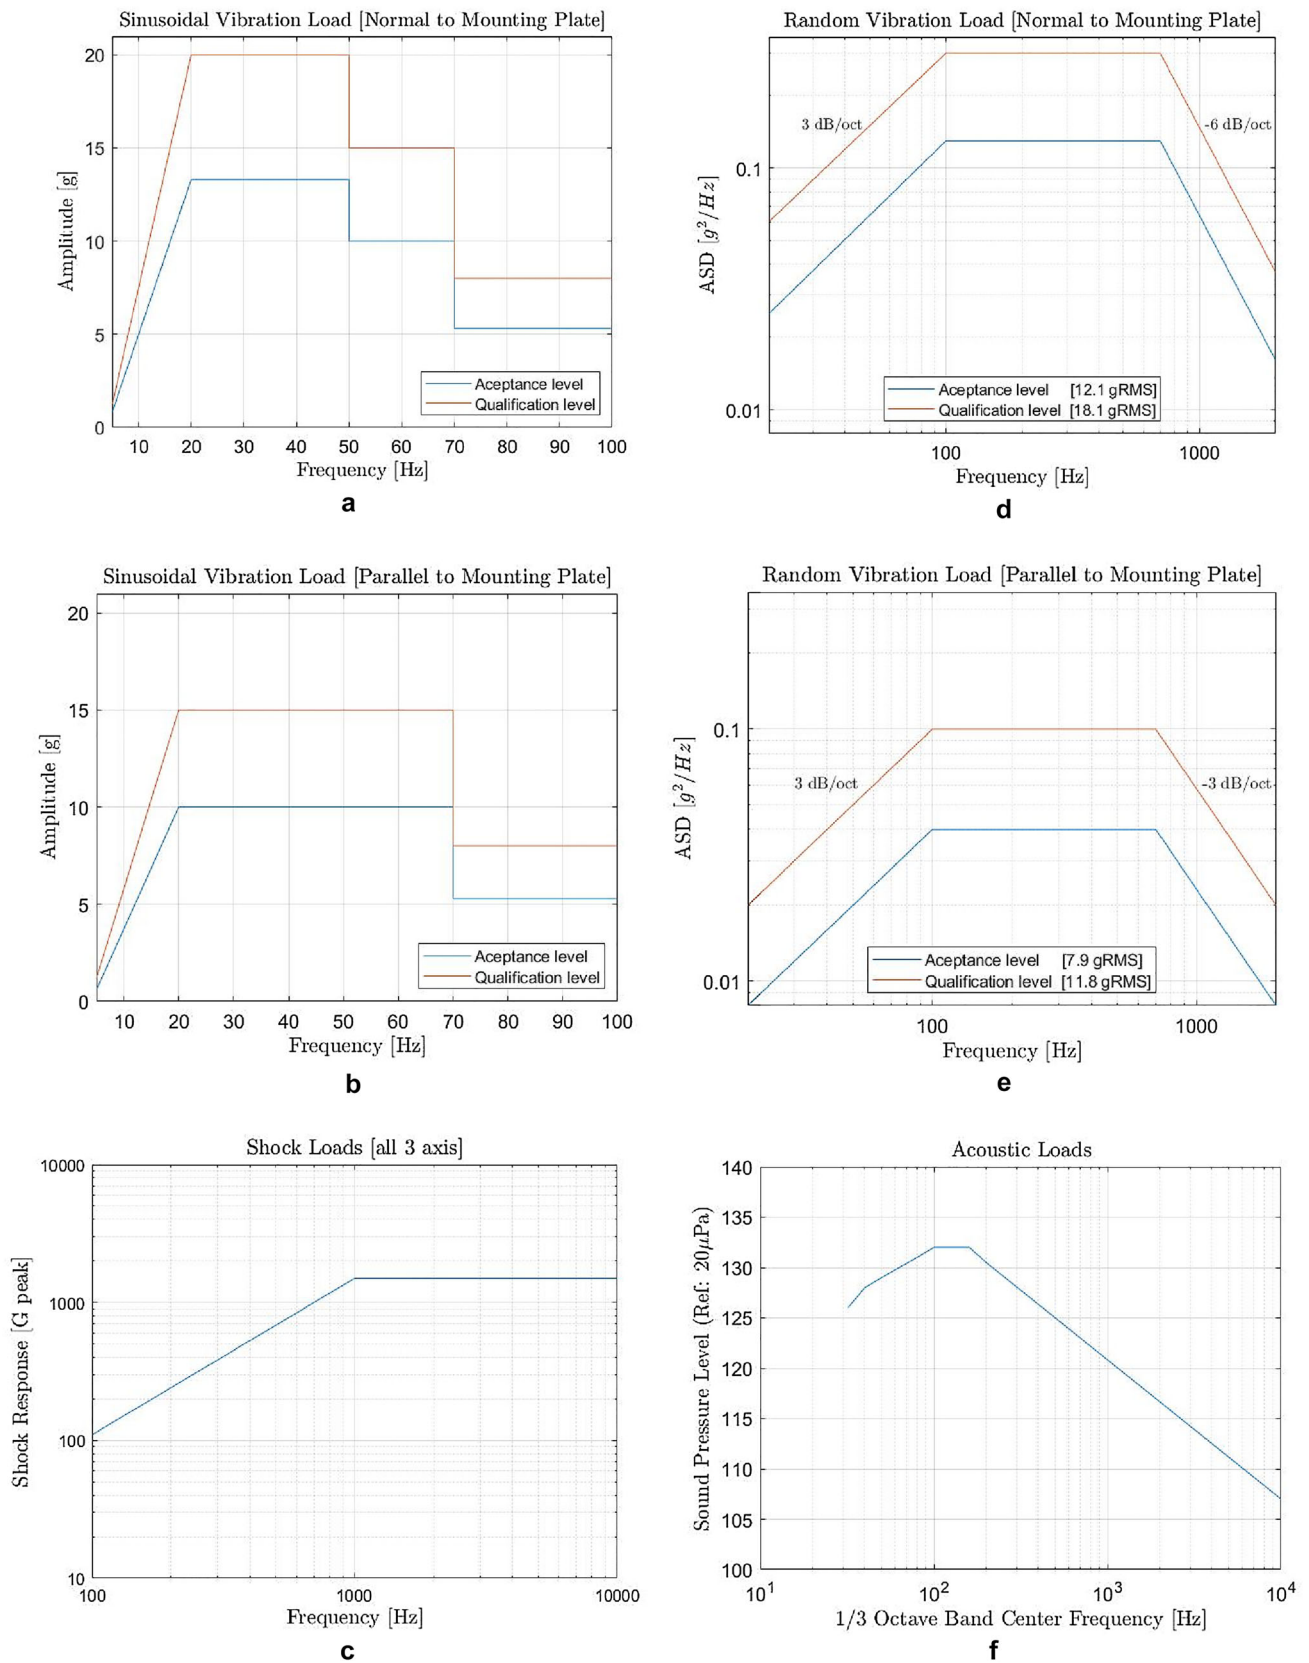 Sinusoidal Vibration Load [Normal to Mounting Plate]
20
15
10
5
0
Amplitude [g]
Aceptance level
Qualification level
10 20 30 40 50 60 70 80 90 100
Frequency [Hz]
a
Random Vibration Load [Normal to Mounting Plate]
3 dB/oct
-6 dB/oct
0.1
0.01
ASD [g²/Hz]
Aceptance level [12.1 gRMS]
Qualification level [18.1 gRMS]
100 1000
Frequency [Hz]
d
Sinusoidal Vibration Load [Parallel to Mounting Plate]
20
15
10
5
0
Amplitude [g]
Aceptance level
Qualification level
10 20 30 40 50 60 70 80 90 100
Frequency [Hz]
b
Random Vibration Load [Parallel to Mounting Plate]
0.1
3 dB/oct
-3 dB/oct
0.01
ASD [g²/Hz]
Aceptance level [7.9 gRMS]
Qualification level [11.8 gRMS]
100 1000
Frequency [Hz]
e
Shock Loads [all 3 axis]
10000
1000
100
10
Shock Response [G peak]
100 1000 10000
Frequency [Hz]
c
Acoustic Loads
140
135
130
125
120
115
110
105
100
Sound Pressure Level (Ref: 20μPa)
10¹ 10² 10³ 10⁴
1/3 Octave Band Center Frequency [Hz]
f